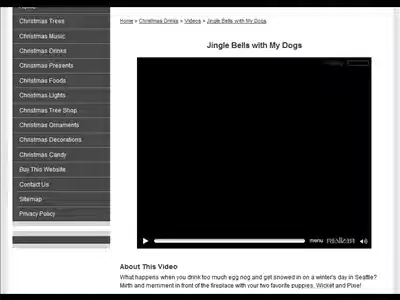 Christmas Trees
Christmas Music
Christmas Drinks
Christmas Presents
Christmas Foods
Christmas Lights
Christmas Tree Shop
Christmas Ornaments
Christmas Decorations
Christmas Candy
Buy This Website
Contact Us
Sitemap
Privacy Policy
Home » Christmas Drinks » Videos » Jingle Bells with My Dogs
Jingle Bells with My Dogs
menu
About This Video
What happens when you drink too much egg nog and get snowed in on a winter's day in Seattle?
Mirth and merriment in front of the fireplace with your two favorite puppies, Wicket and Pixie!